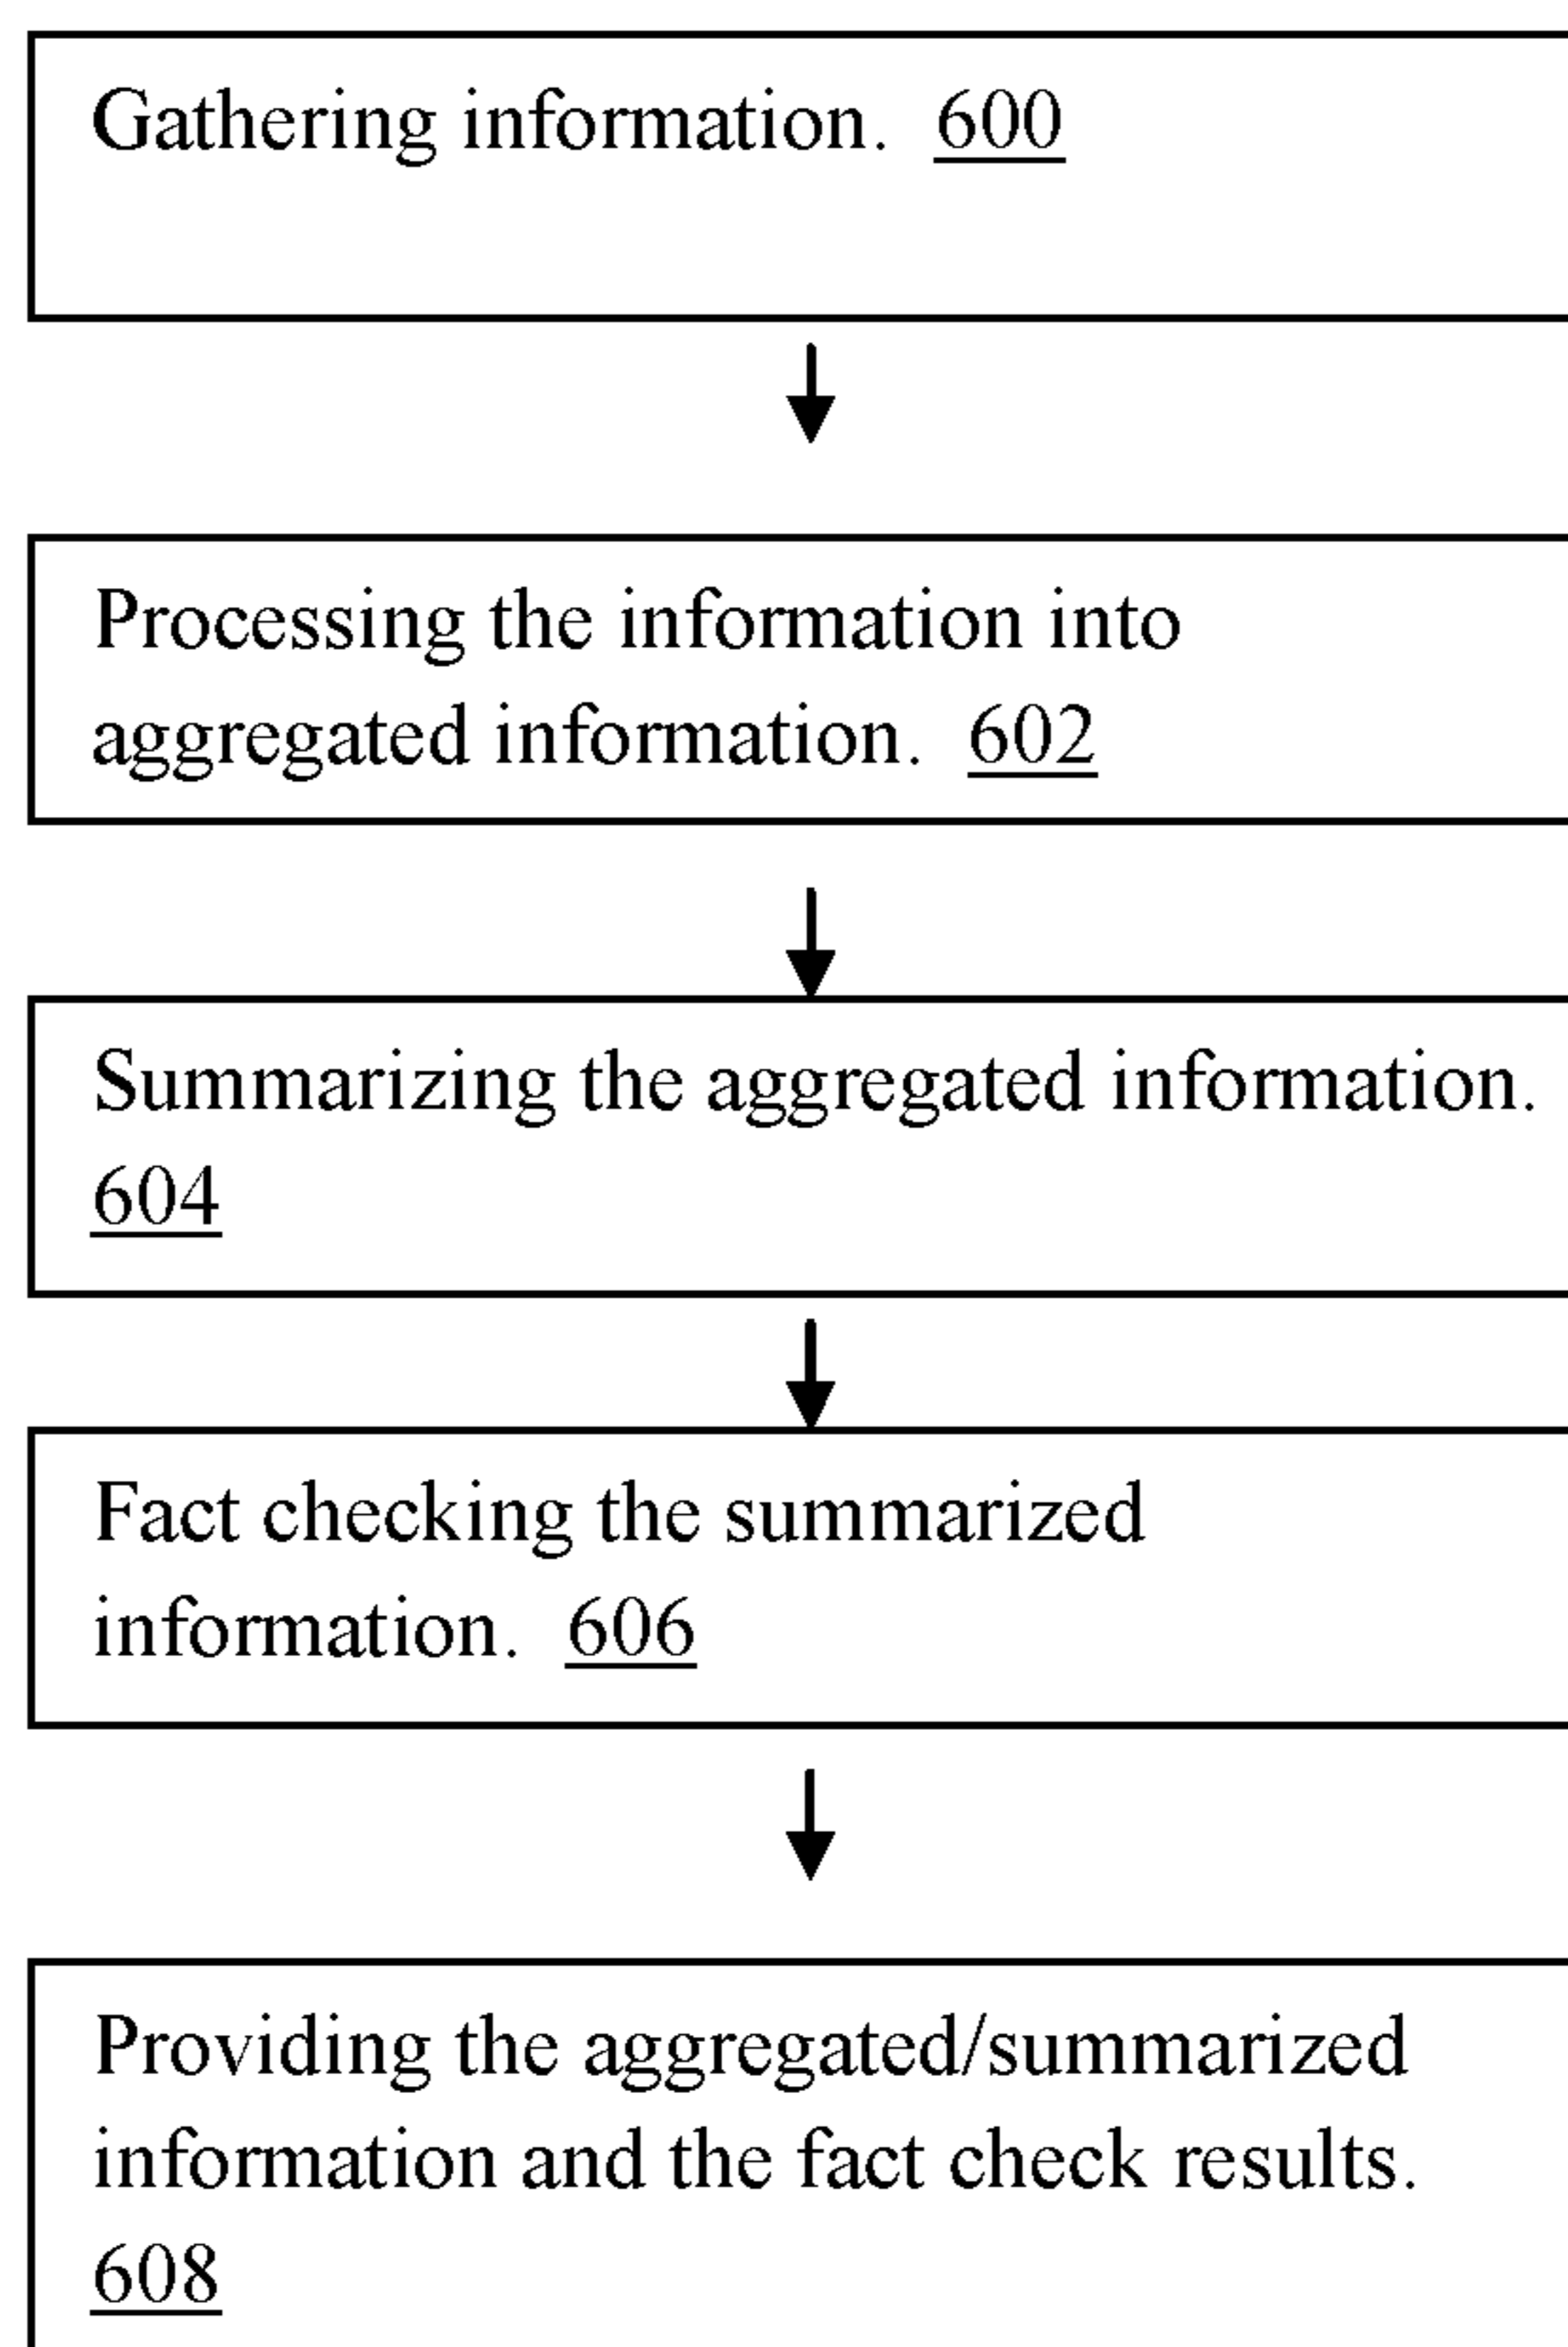 Gathering information. 600
Processing the information into
aggregated information. 602
Summarizing the aggregated information.
604
Fact checking the summarized
information. 606
Providing the aggregated/summarized
information and the fact check results.
608